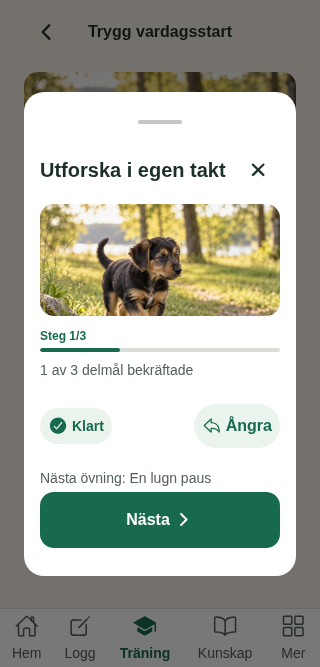 Trygg vardagsstart
Utforska i egen takt
Steg 1/3
1 av 3 delmål bekräftade
Klart
Ångra
Nästa övning: En lugn paus
Nästa
Hem
Logg
Träning
Kunskap
Mer